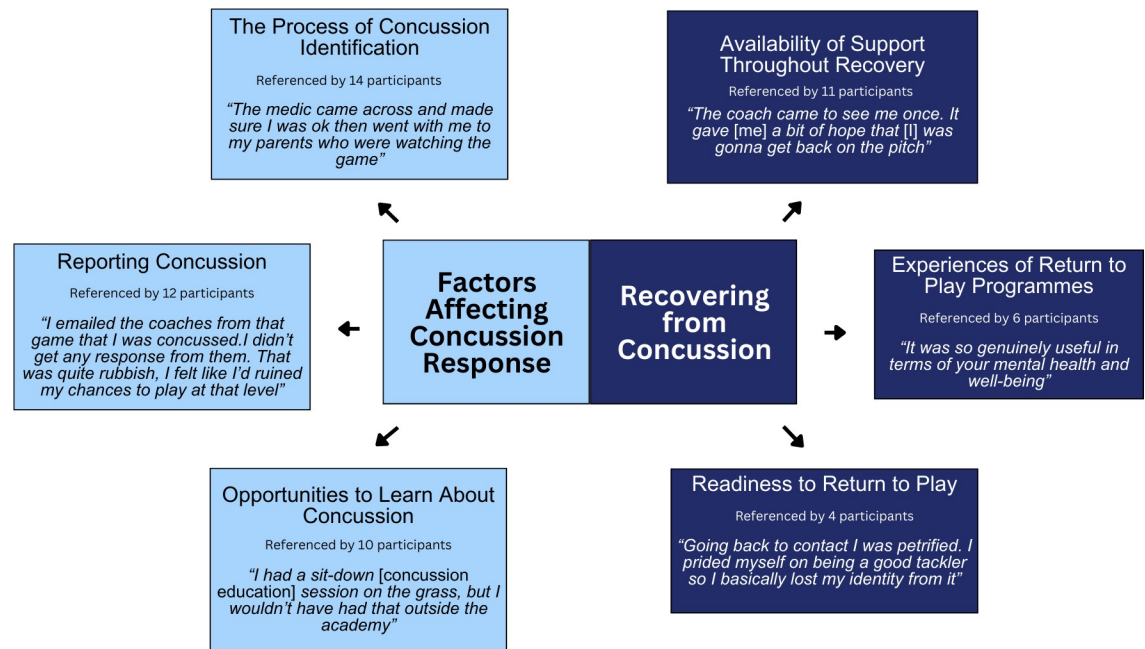 The Process of Concussion
Identification
Referenced by 14 participants
“The medic came across and made
sure I was ok then went with me to
my parents who were watching the
game”
Availability of Support
Throughout Recovery
Referenced by 11 participants
“The coach came to see me once. It
gave [me] a bit of hope that [I] was
gonna get back on the pitch”
Reporting Concussion
Referenced by 12 participants
“I emailed the coaches from that
game that I was concussed.I didn’t
get any response from them. That
was quite rubbish, I felt like I’d ruined
my chances to play at that level”
Factors
Affecting
Concussion
Response
Recovering
from
Concussion
Experiences of Return to
Play Programmes
Referenced by 6 participants
“It was so genuinely useful in
terms of your mental health and
well-being”
Opportunities to Learn About
Concussion
Referenced by 10 participants
“I had a sit-down [concussion
education] session on the grass, but I
wouldn’t have had that outside the
academy”
Readiness to Return to Play
Referenced by 4 participants
“Going back to contact I was petrified. I
prided myself on being a good tackler
so I basically lost my identity from it”